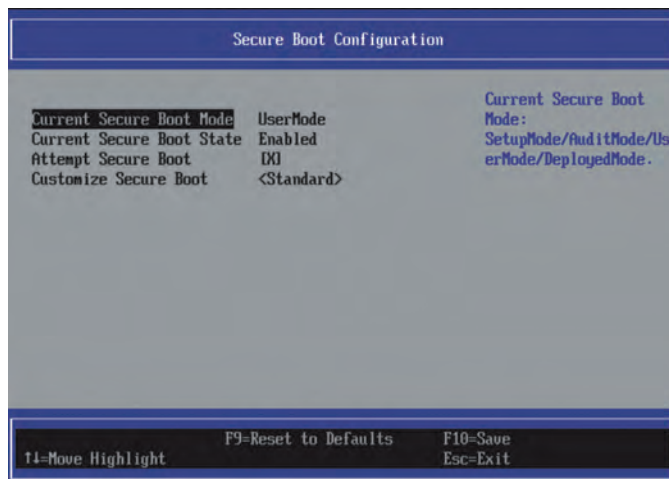 Secure Boot Configuration
Current Secure Boot Mode UserMode
Current Secure Boot State Enabled
Attempt Secure Boot [X]
Customize Secure Boot <Standard>
Current Secure Boot
Mode:
SetupMode/AuditMode/Us
erMode/DeployedMode.
F9=Reset to Defaults F10=Save
↑↓=Move Highlight Esc=Exit